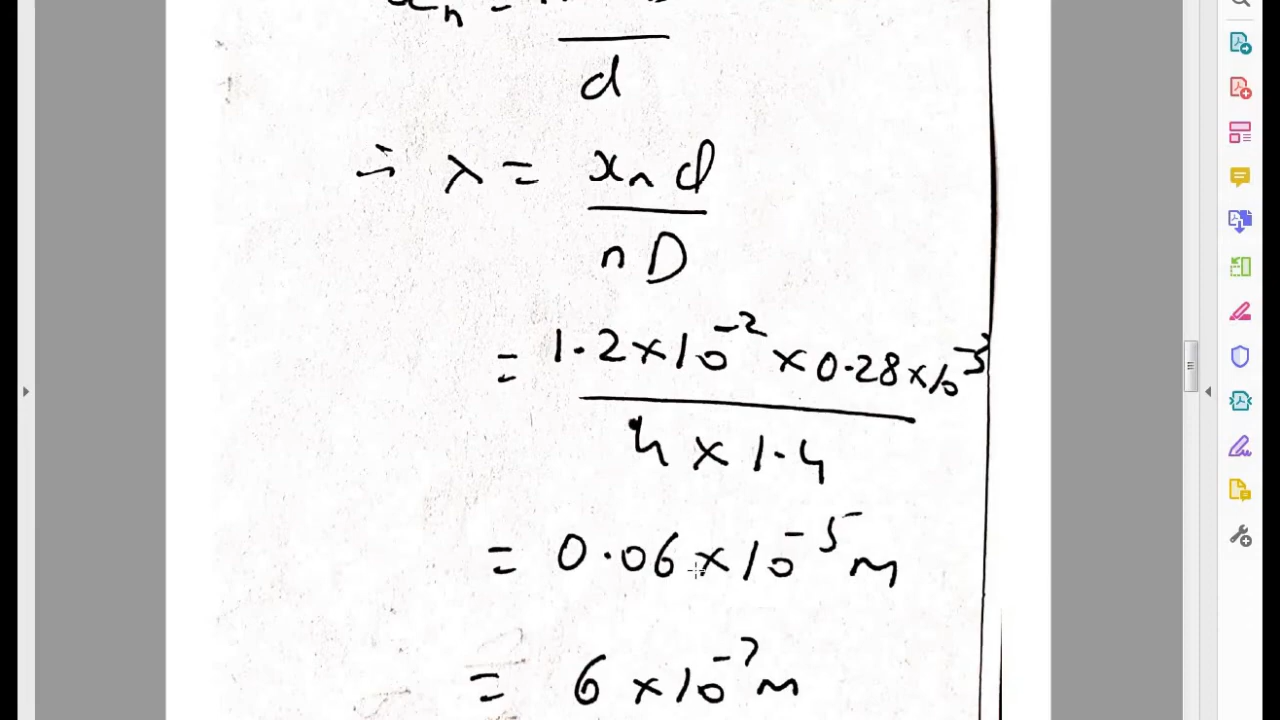 d
∴ λ = xₙ d
n D
= 1.2 × 10⁻² × 0.28 × 10⁻³
4 × 1.4
= 0.06 × 10⁻⁵ m
= 6 × 10⁻⁷ m